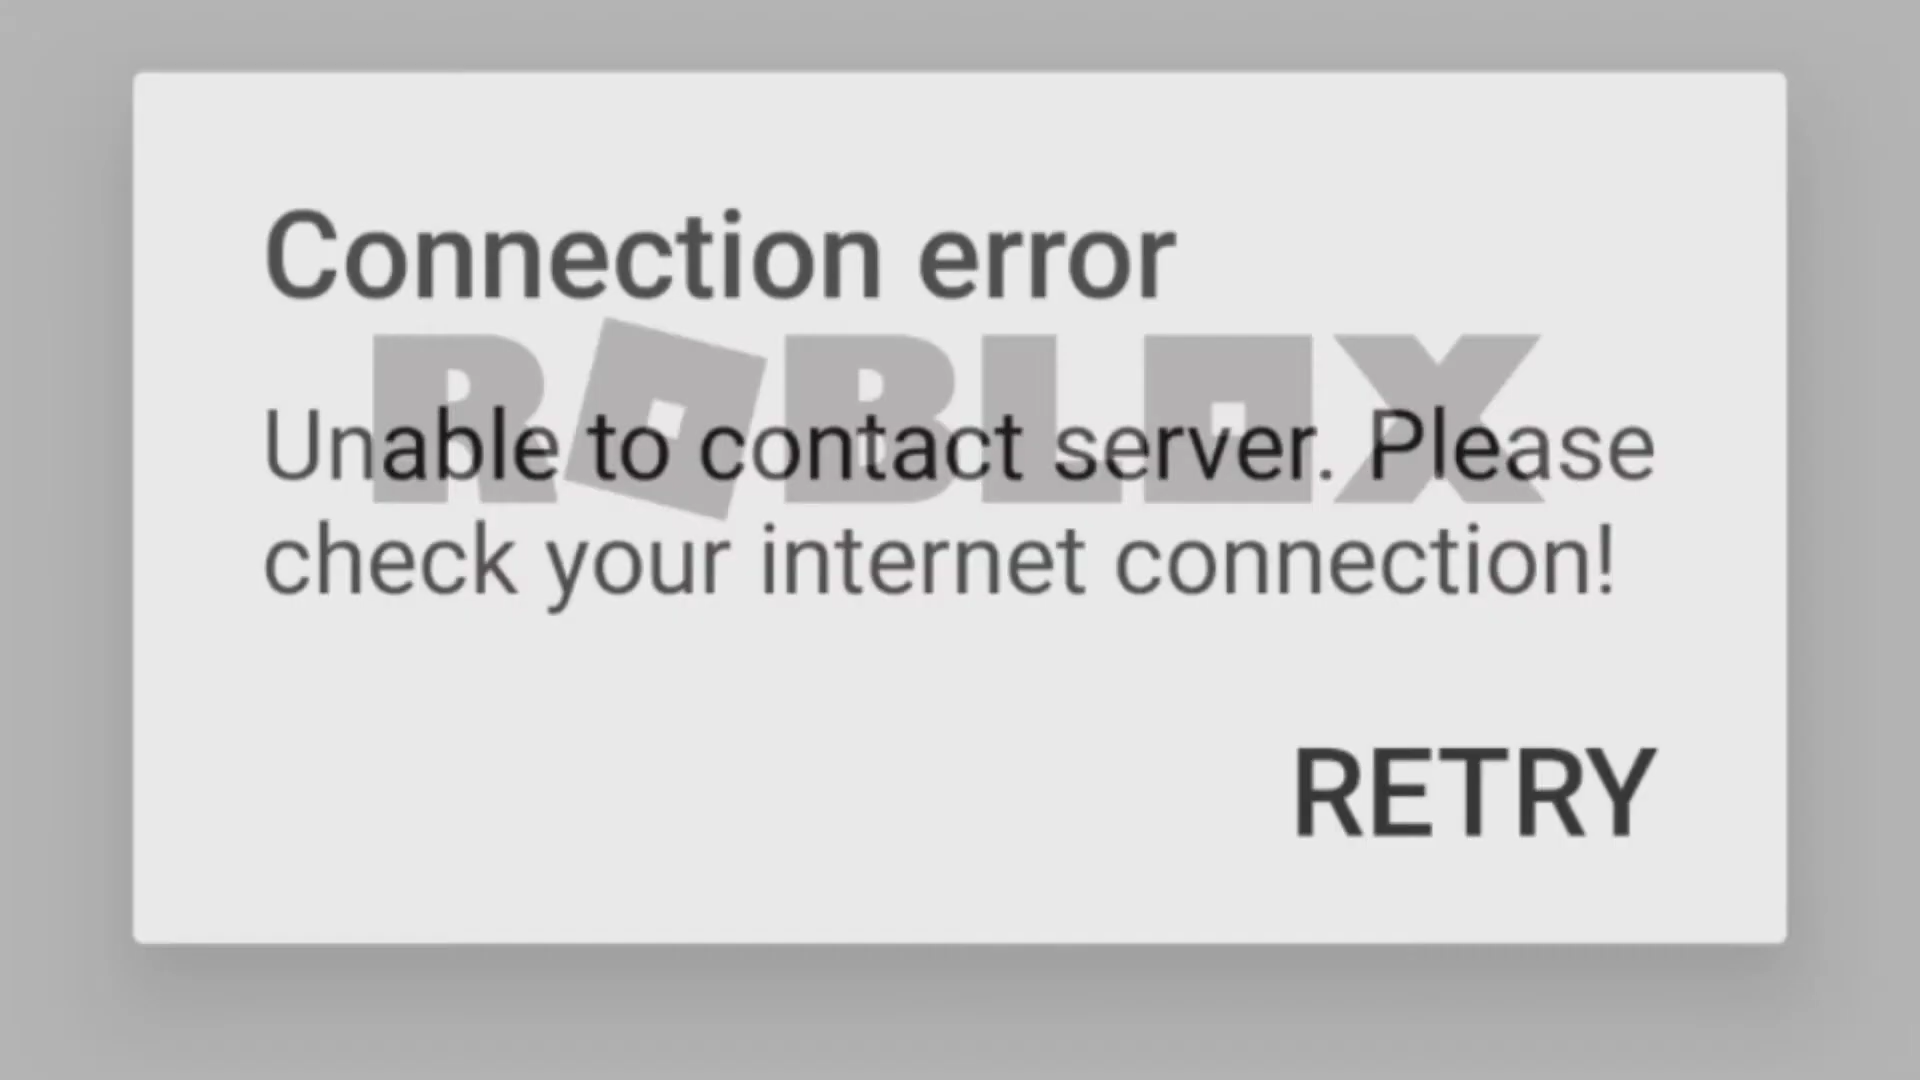 Connection error
ROBLOX
Unable to contact server. Please
check your internet connection!
RETRY